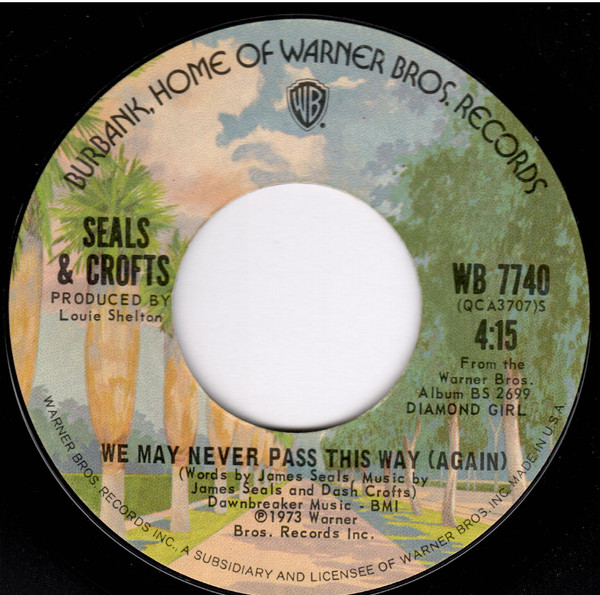 BURBANK, HOME OF WARNER BROS. RECORDS
WB
SEALS
& CROFTS
PRODUCED BY
Louie Shelton
WB 7740
(QCA3707)S
4:15
From the
Warner Bros.
Album BS 2699
DIAMOND GIRL
WE MAY NEVER PASS THIS WAY (AGAIN)
(Words by James Seals, Music by
James Seals and Dash Crofts)
Dawnbreaker Music - BMI
℗1973 Warner
Bros. Records Inc.
WARNER BROS. RECORDS INC., A SUBSIDIARY AND LICENSEE OF WARNER BROS. INC. MADE IN U.S.A.